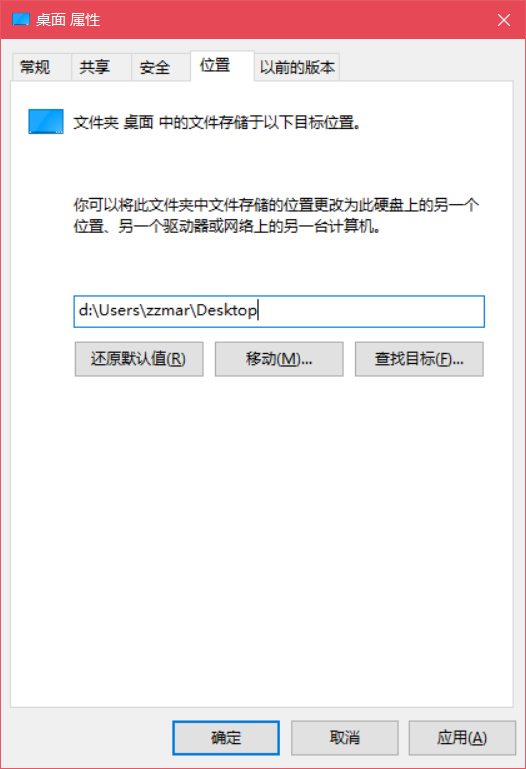 桌面 属性
常规 共享 安全 位置 以前的版本
文件夹 桌面 中的文件存储于以下目标位置。
你可以将此文件夹中文件存储的位置更改为此硬盘上的另一个
位置、另一个驱动器或网络上的另一台计算机。
d:\Users\zzmar\Desktop
还原默认值(R) 移动(M)... 查找目标(F)...
确定 取消 应用(A)